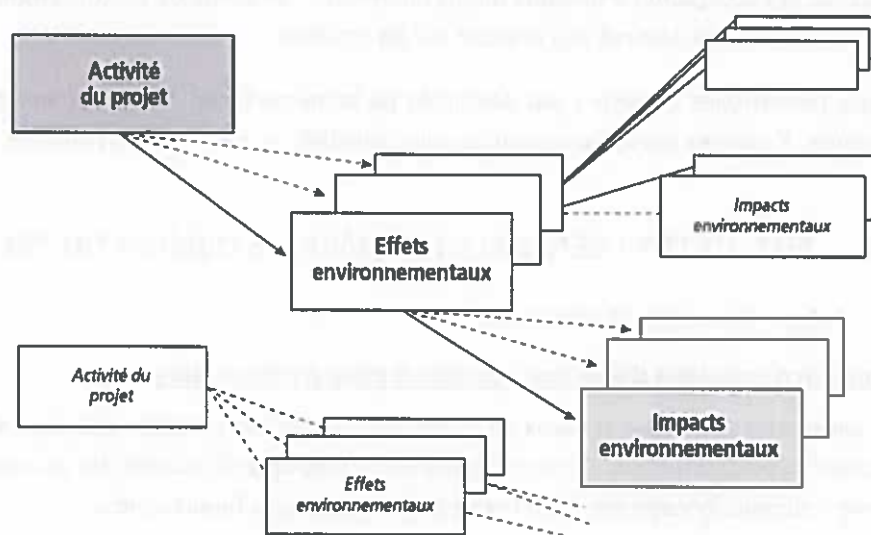 Activité
du projet
Impacts
environnementaux
Effets
environnementaux
Activité du
projet
Impacts
environnementaux
Effets
environnementaux